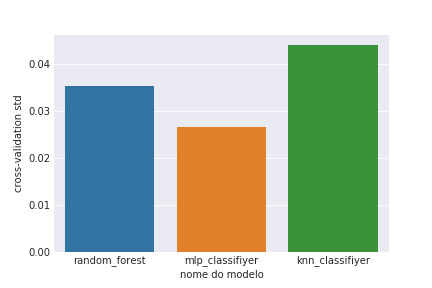 cross-validation std
0.04
0.03
0.02
0.01
0.00
random_forest
mlp_classifiyer
knn_classifiyer
nome do modelo